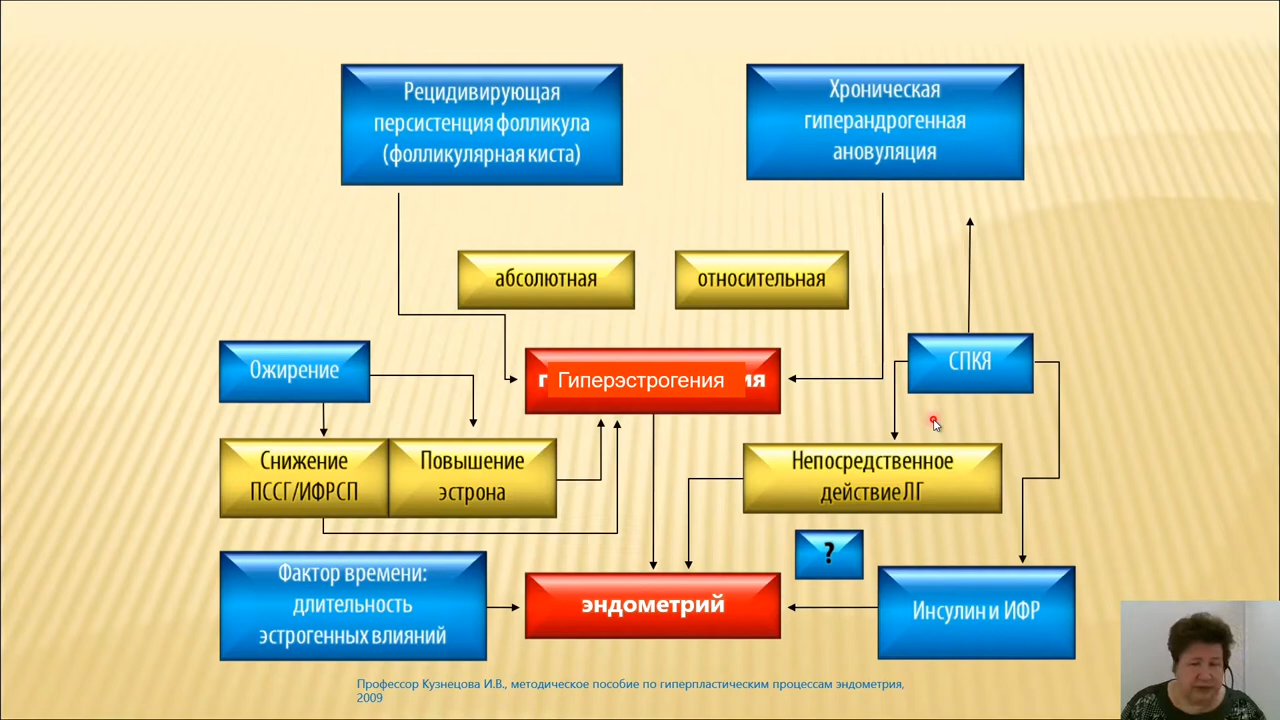 Рецидивирующая
персистенция фолликула
(фолликулярная киста)
Хроническая
гиперандрогенная
ановуляция
абсолютная
относительная
Ожирение
Гиперэстрогения
СПКЯ
Снижение
ПССГ/ИФРСП
Повышение
эстрона
Непосредственное
действие ЛГ
?
Фактор времени:
длительность
эстрогенных влияний
эндометрий
Инсулин и ИФР
Профессор Кузнецова И.В., методическое пособие по гиперпластическим процессам эндометрия,
2009